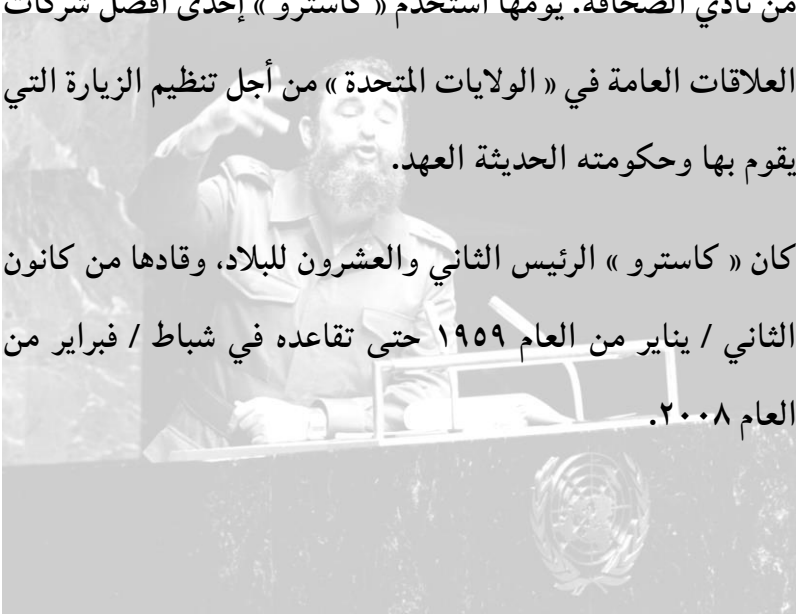 من نادي الصحافة. يومها استخدم « كاسترو » إحدى أفضل شركات
العلاقات العامة في « الولايات المتحدة » من أجل تنظيم الزيارة التي
يقوم بها وحكومته الحديثة العهد.
كان « كاسترو » الرئيس الثاني والعشرون للبلاد، وقادها من كانون
الثاني / يناير من العام ١٩٥٩ حتى تقاعده في شباط / فبراير من
العام ٢٠٠٨.